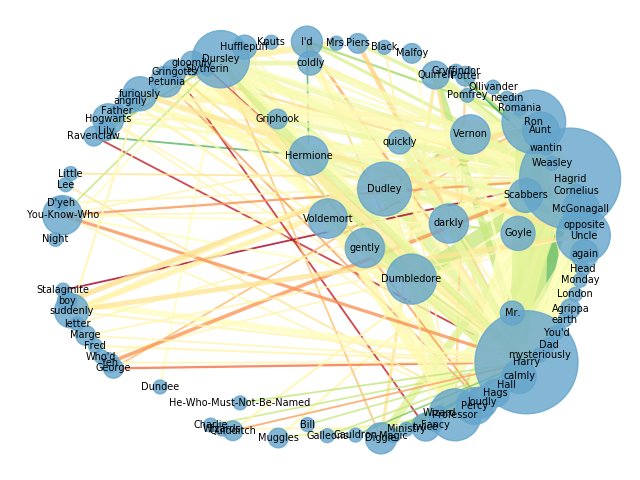 Knuts
I'd
Mrs.
Piers
Black
Hufflepuff
Malfoy
Dursley
gloomily
coldly
Slytherin
Gringotts
Quirrell
Gryffindor
Potter
Petunia
Ollivander
furiously
Pomfrey
needin
angrily
Romania
Father
Hogwarts
Griphook
Ron
Lily
Aunt
Ravenclaw
Vernon
quickly
wantin
Hermione
Weasley
Little
Hagrid
Lee
Dudley
Cornelius
Scabbers
D'yeh
McGonagall
You-Know-Who
Voldemort
darkly
opposite
Goyle
Uncle
Night
gently
again
Head
Dumbledore
Monday
Stalagmite
London
boy
suddenly
Mr.
Agrippa
letter
earth
Marge
You'd
Fred
Dad
Who'd
mysteriously
Yeh
Harry
George
calmly
Dundee
Hall
Hags
He-Who-Must-Not-Be-Named
loudly
Percy
Wizard
Professor
Charlie
Bill
Fancy
Quidditch
Ministry
twice
Muggles
Galleons
Cauldron
Magic
Diggle